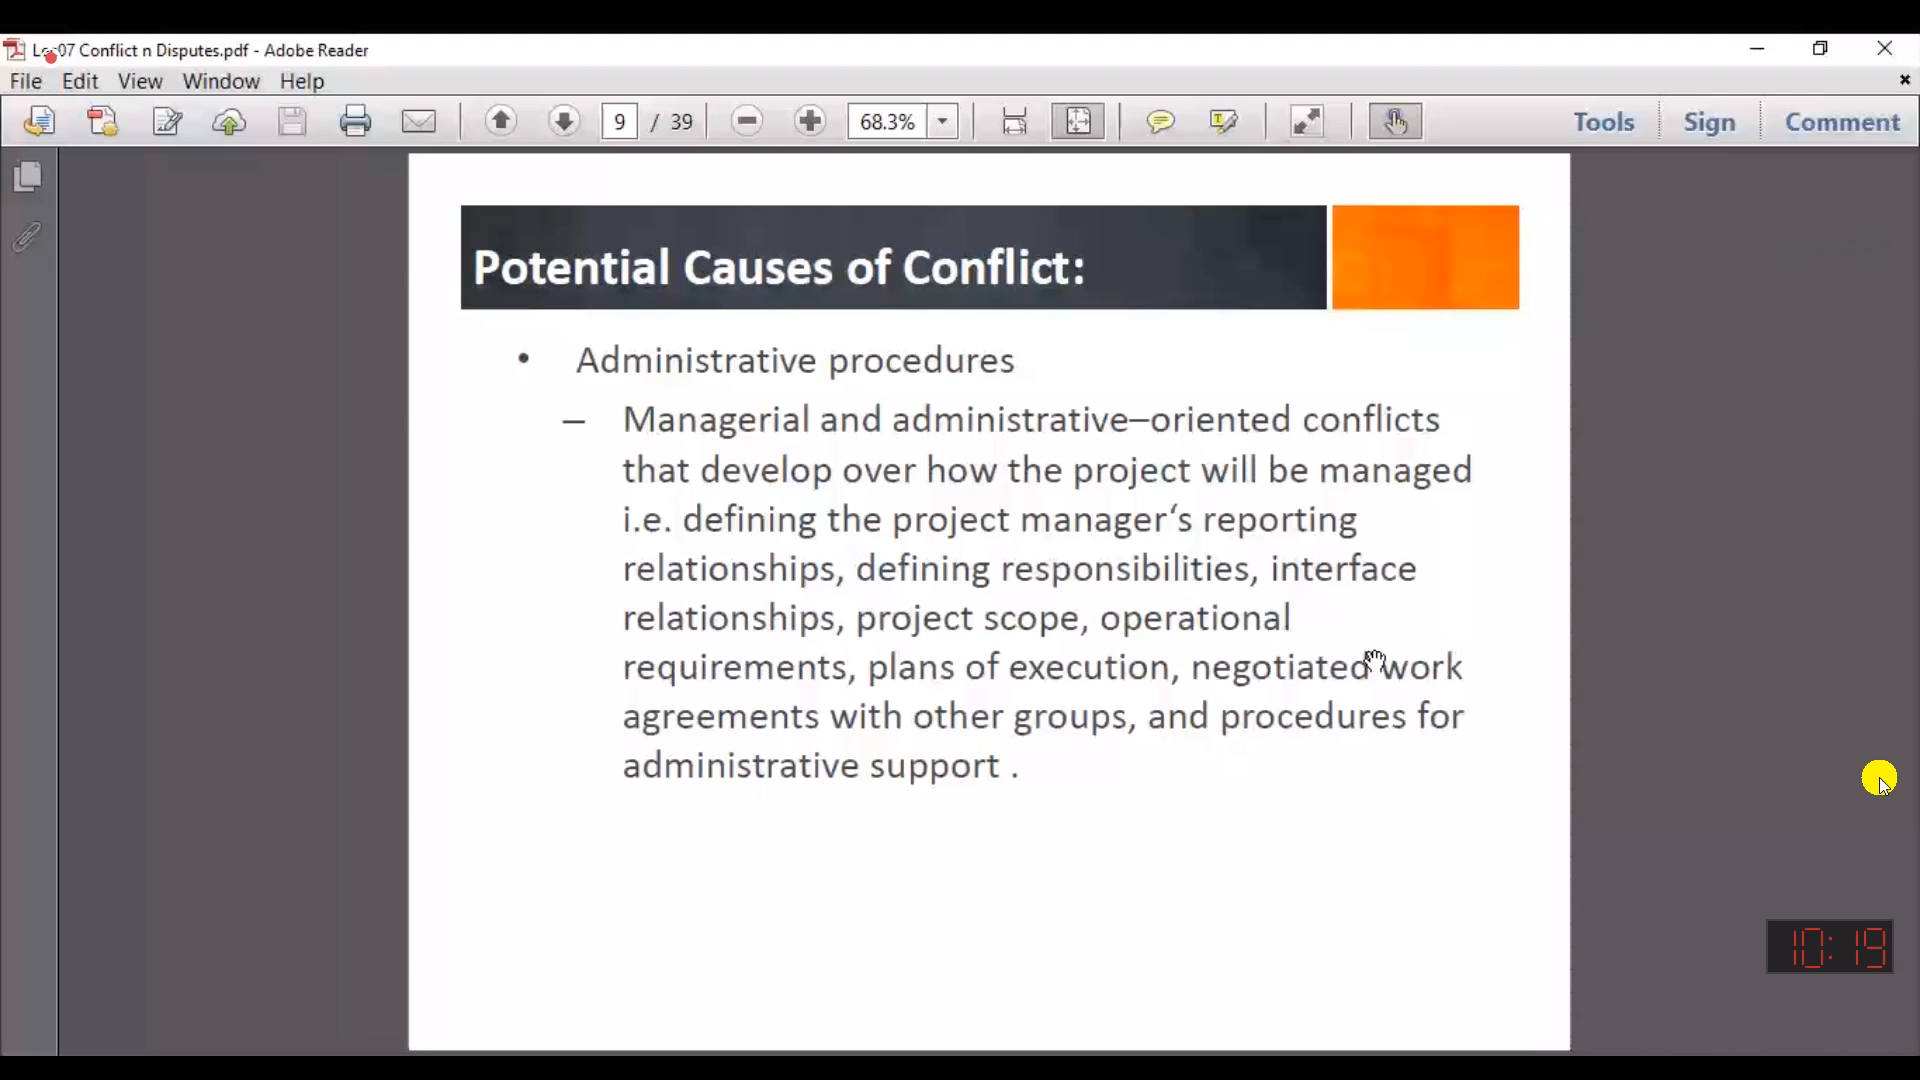 Lec07 Conflict n Disputes.pdf - Adobe Reader
File Edit View Window Help
9 / 39 68.3% Tools Sign Comment
Potential Causes of Conflict:
• Administrative procedures
– Managerial and administrative–oriented conflicts
that develop over how the project will be managed
i.e. defining the project manager‘s reporting
relationships, defining responsibilities, interface
relationships, project scope, operational
requirements, plans of execution, negotiated work
agreements with other groups, and procedures for
administrative support .
10:19